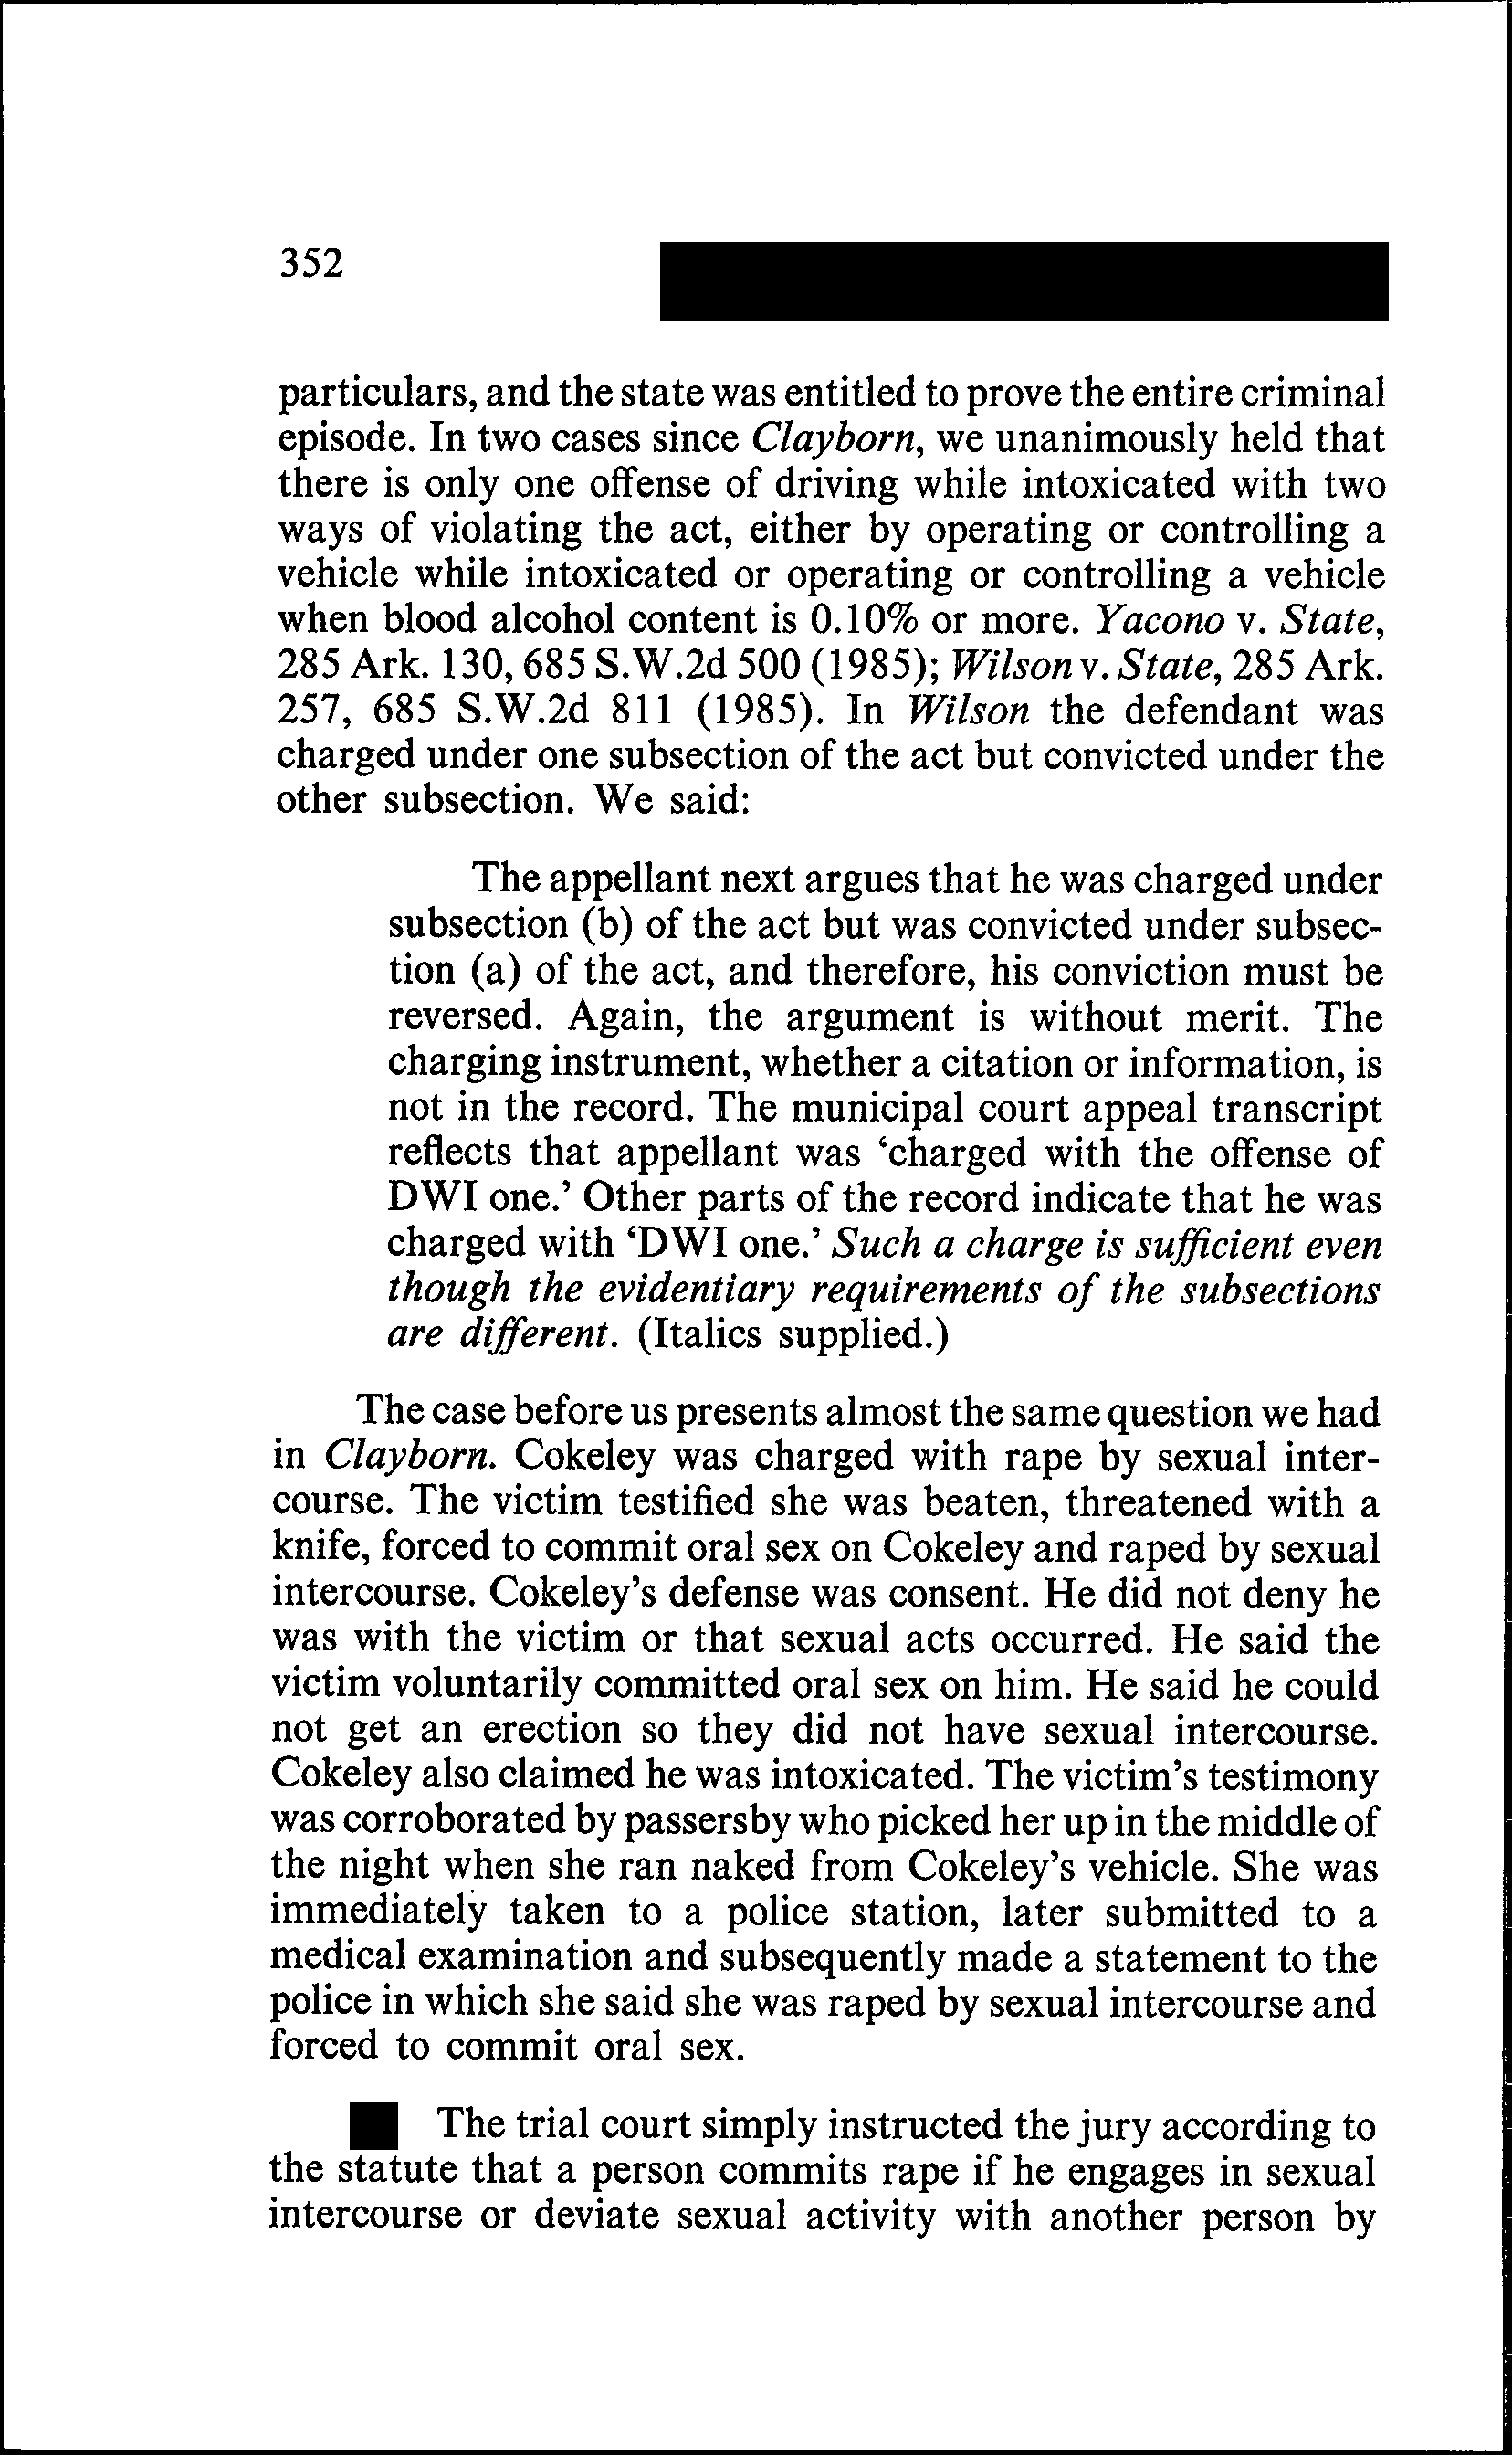 352
particulars, and the state was entitled to prove the entire criminal
episode. In two cases since Clayborn, we unanimously held that
there is only one offense of driving while intoxicated with two
ways of violating the act, either by operating or controlling a
vehicle while intoxicated or operating or controlling a vehicle
when blood alcohol content is 0.10% or more. Yacono v. State,
285 Ark. 130, 685 S.W.2d 500 (1985); Wilson v. State, 285 Ark.
257, 685 S.W.2d 811 (1985). In Wilson the defendant was
charged under one subsection of the act but convicted under the
other subsection. We said:
The appellant next argues that he was charged under
subsection (b) of the act but was convicted under subsec-
tion (a) of the act, and therefore, his conviction must be
reversed. Again, the argument is without merit. The
charging instrument, whether a citation or information, is
not in the record. The municipal court appeal transcript
reflects that appellant was ‘charged with the offense of
DWI one.’ Other parts of the record indicate that he was
charged with ‘DWI one.’ Such a charge is sufficient even
though the evidentiary requirements of the subsections
are different. (Italics supplied.)
The case before us presents almost the same question we had
in Clayborn. Cokeley was charged with rape by sexual inter-
course. The victim testified she was beaten, threatened with a
knife, forced to commit oral sex on Cokeley and raped by sexual
intercourse. Cokeley’s defense was consent. He did not deny he
was with the victim or that sexual acts occurred. He said the
victim voluntarily committed oral sex on him. He said he could
not get an erection so they did not have sexual intercourse.
Cokeley also claimed he was intoxicated. The victim’s testimony
was corroborated by passersby who picked her up in the middle of
the night when she ran naked from Cokeley’s vehicle. She was
immediately taken to a police station, later submitted to a
medical examination and subsequently made a statement to the
police in which she said she was raped by sexual intercourse and
forced to commit oral sex.
The trial court simply instructed the jury according to
the statute that a person commits rape if he engages in sexual
intercourse or deviate sexual activity with another person by